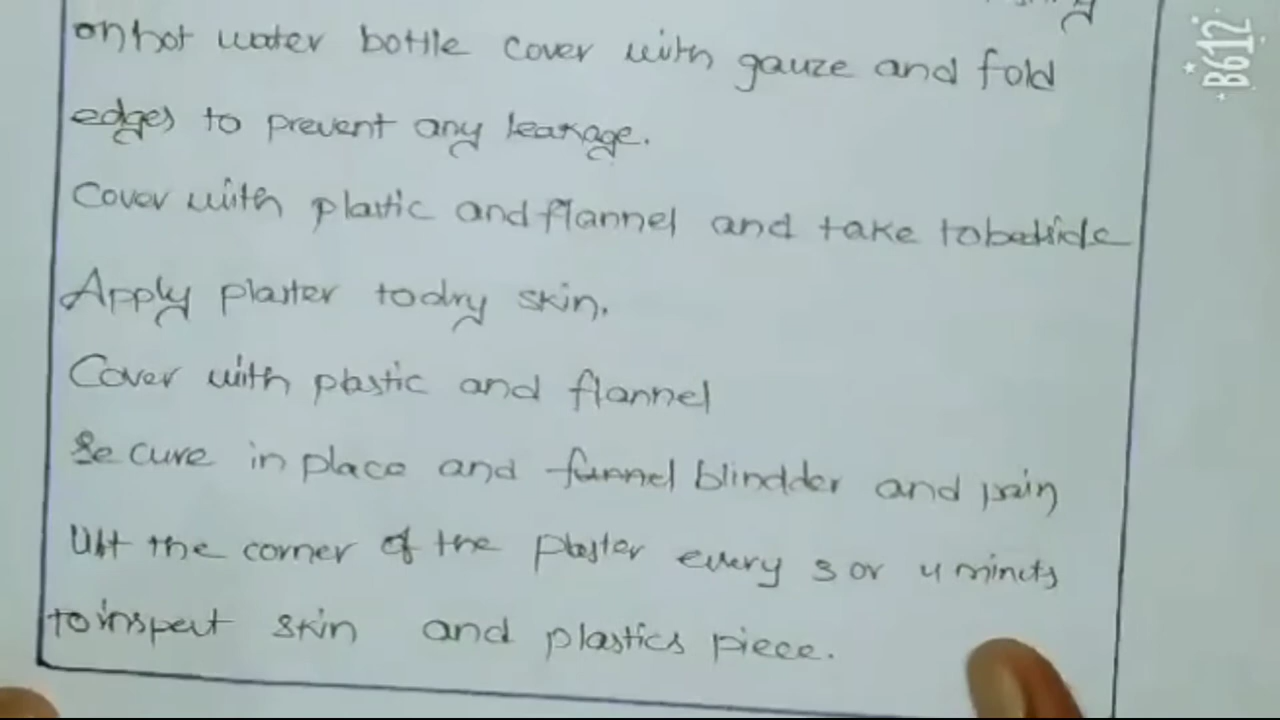 on hot water bottle cover with gauze and fold
edges to prevent any leakage.
Cover with plastic and flannel and take to bedside
Apply plaster to dry skin.
Cover with plastic and flannel
Secure in place and funnel blindder and pain
Lift the corner of the plaster every 3 or 4 minuts
to inspect skin and plastics piece.
B612